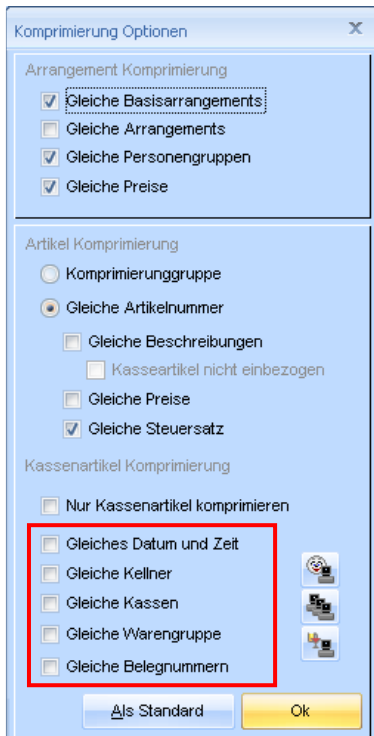 Komprimierung Optionen
Arrangement Komprimierung
Gleiche Basisarrangements
Gleiche Arrangements
Gleiche Personengruppen
Gleiche Preise
Artikel Komprimierung
Komprimierunggruppe
Gleiche Artikelnummer
Gleiche Beschreibungen
Kasseartikel nicht einbezogen
Gleiche Preise
Gleiche Steuersatz
Kassenartikel Komprimierung
Nur Kassenartikel komprimieren
Gleiches Datum und Zeit
Gleiche Kellner
Gleiche Kassen
Gleiche Warengruppe
Gleiche Belegnummern
Als Standard Ok